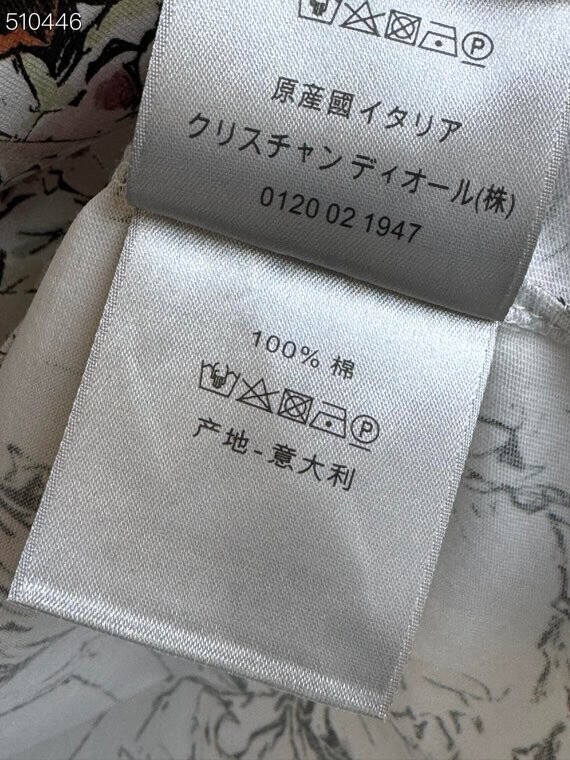 510446
原産國イタリア
クリスチャン ディオール(株)
0120 02 1947
100% 棉
P
产地 - 意大利